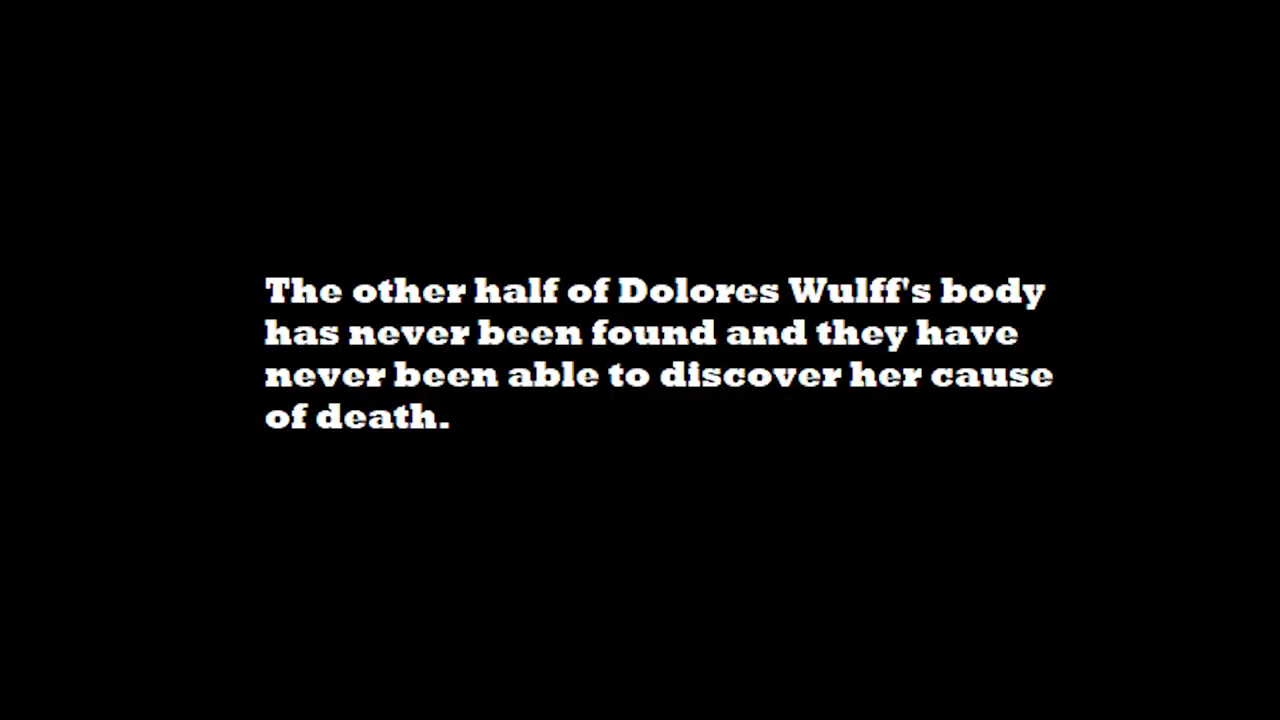 The other half of Dolores Wulff's body
has never been found and they have
never been able to discover her cause
of death.